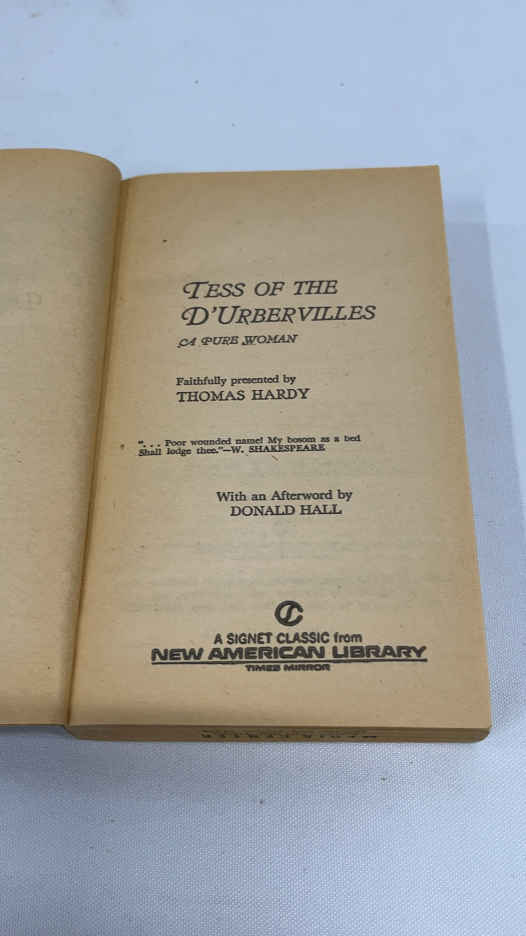 TESS OF THE
D'URBERVILLES
A PURE WOMAN
Faithfully presented by
THOMAS HARDY
". . . Poor wounded name! My bosom as a bed
Shall lodge thee."—W. SHAKESPEARE
With an Afterword by
DONALD HALL
A SIGNET CLASSIC from
NEW AMERICAN LIBRARY
TIMES MIRROR